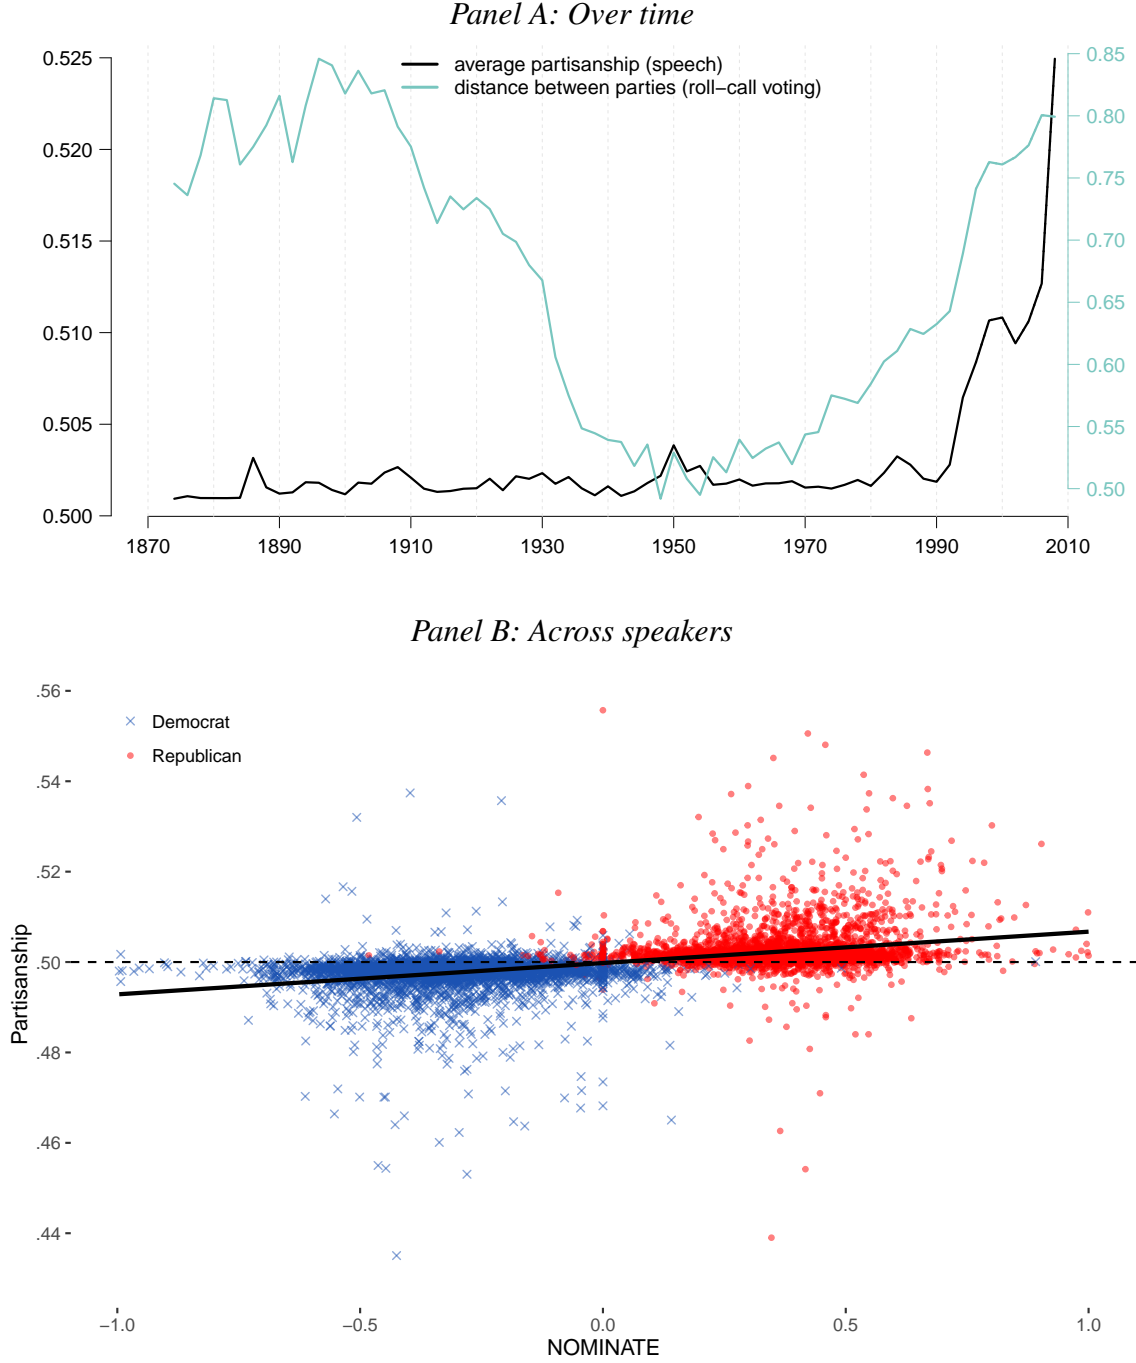 Panel A: Over time
average partisanship (speech)
distance between parties (roll−call voting)
0.525
0.520
0.515
0.510
0.505
0.500
0.85
0.80
0.75
0.70
0.65
0.60
0.55
0.50
1870 1890 1910 1930 1950 1970 1990 2010
Panel B: Across speakers
Democrat
Republican
.56
.54
.52
.50
.48
.46
.44
Partisanship
−1.0 −0.5 0.0 0.5 1.0
NOMINATE